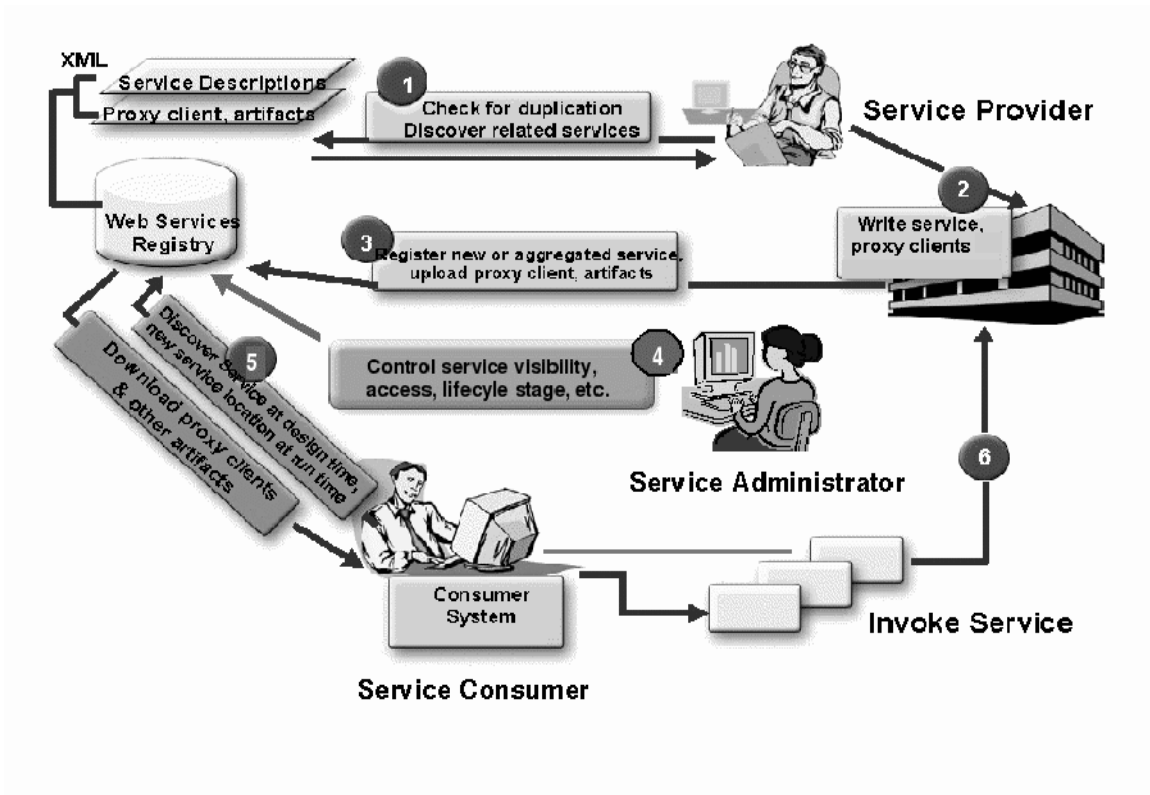 XML
Service Descriptions
Proxy client, artifacts
1
Check for duplication
Discover related services
Service Provider
2
Write service,
proxy clients
Web Services
Registry
3
Register new or aggregated service,
upload proxy client, artifacts
4
Control service visibility,
access, lifecyle stage, etc.
Service Administrator
5
Discover Service at design time,
new service location at run time
Download proxy clients
& other artifacts
6
Consumer
System
Service Consumer
Invoke Service